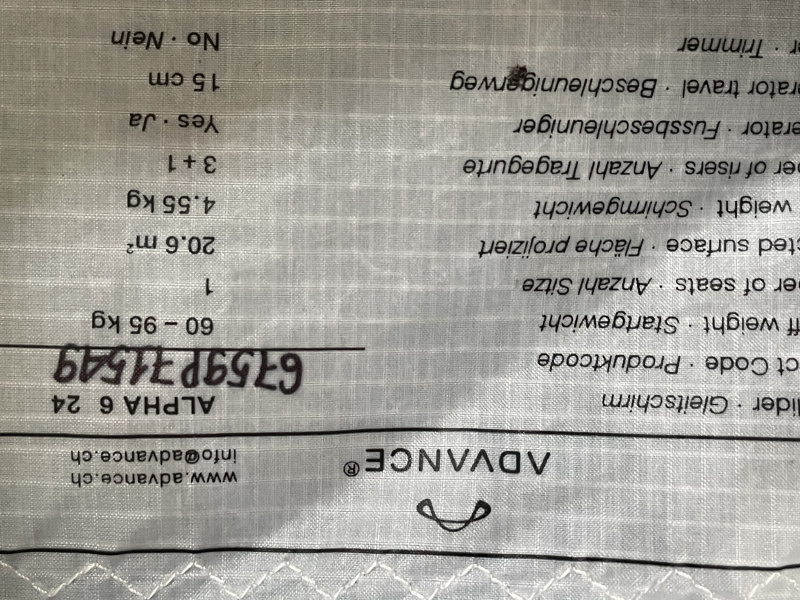 ADVANCE®
www.advance.ch
info@advance.ch
lider · Gleitschirm ALPHA 6 24
ct Code · Produktcode 6759P71549
ff weight · Startgewicht 60 – 95 kg
er of seats · Anzahl Sitze 1
cted surface · Fläche projiziert 20.6 m²
weight · Schirmgewicht 4.55 kg
er of risers · Anzahl Tragegurte 3 + 1
erator · Fussbeschleuniger Yes · Ja
erator travel · Beschleunigerweg 15 cm
er · Trimmer No · Nein